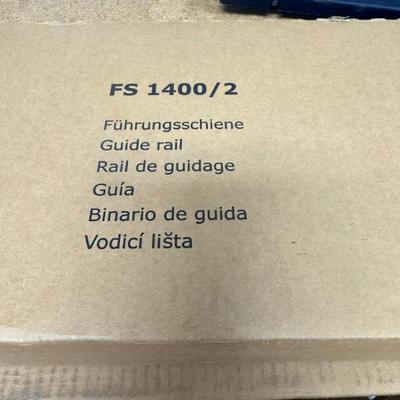 FS 1400/2
Führungsschiene
Guide rail
Rail de guidage
Guía
Binario de guida
Vodicí lišta